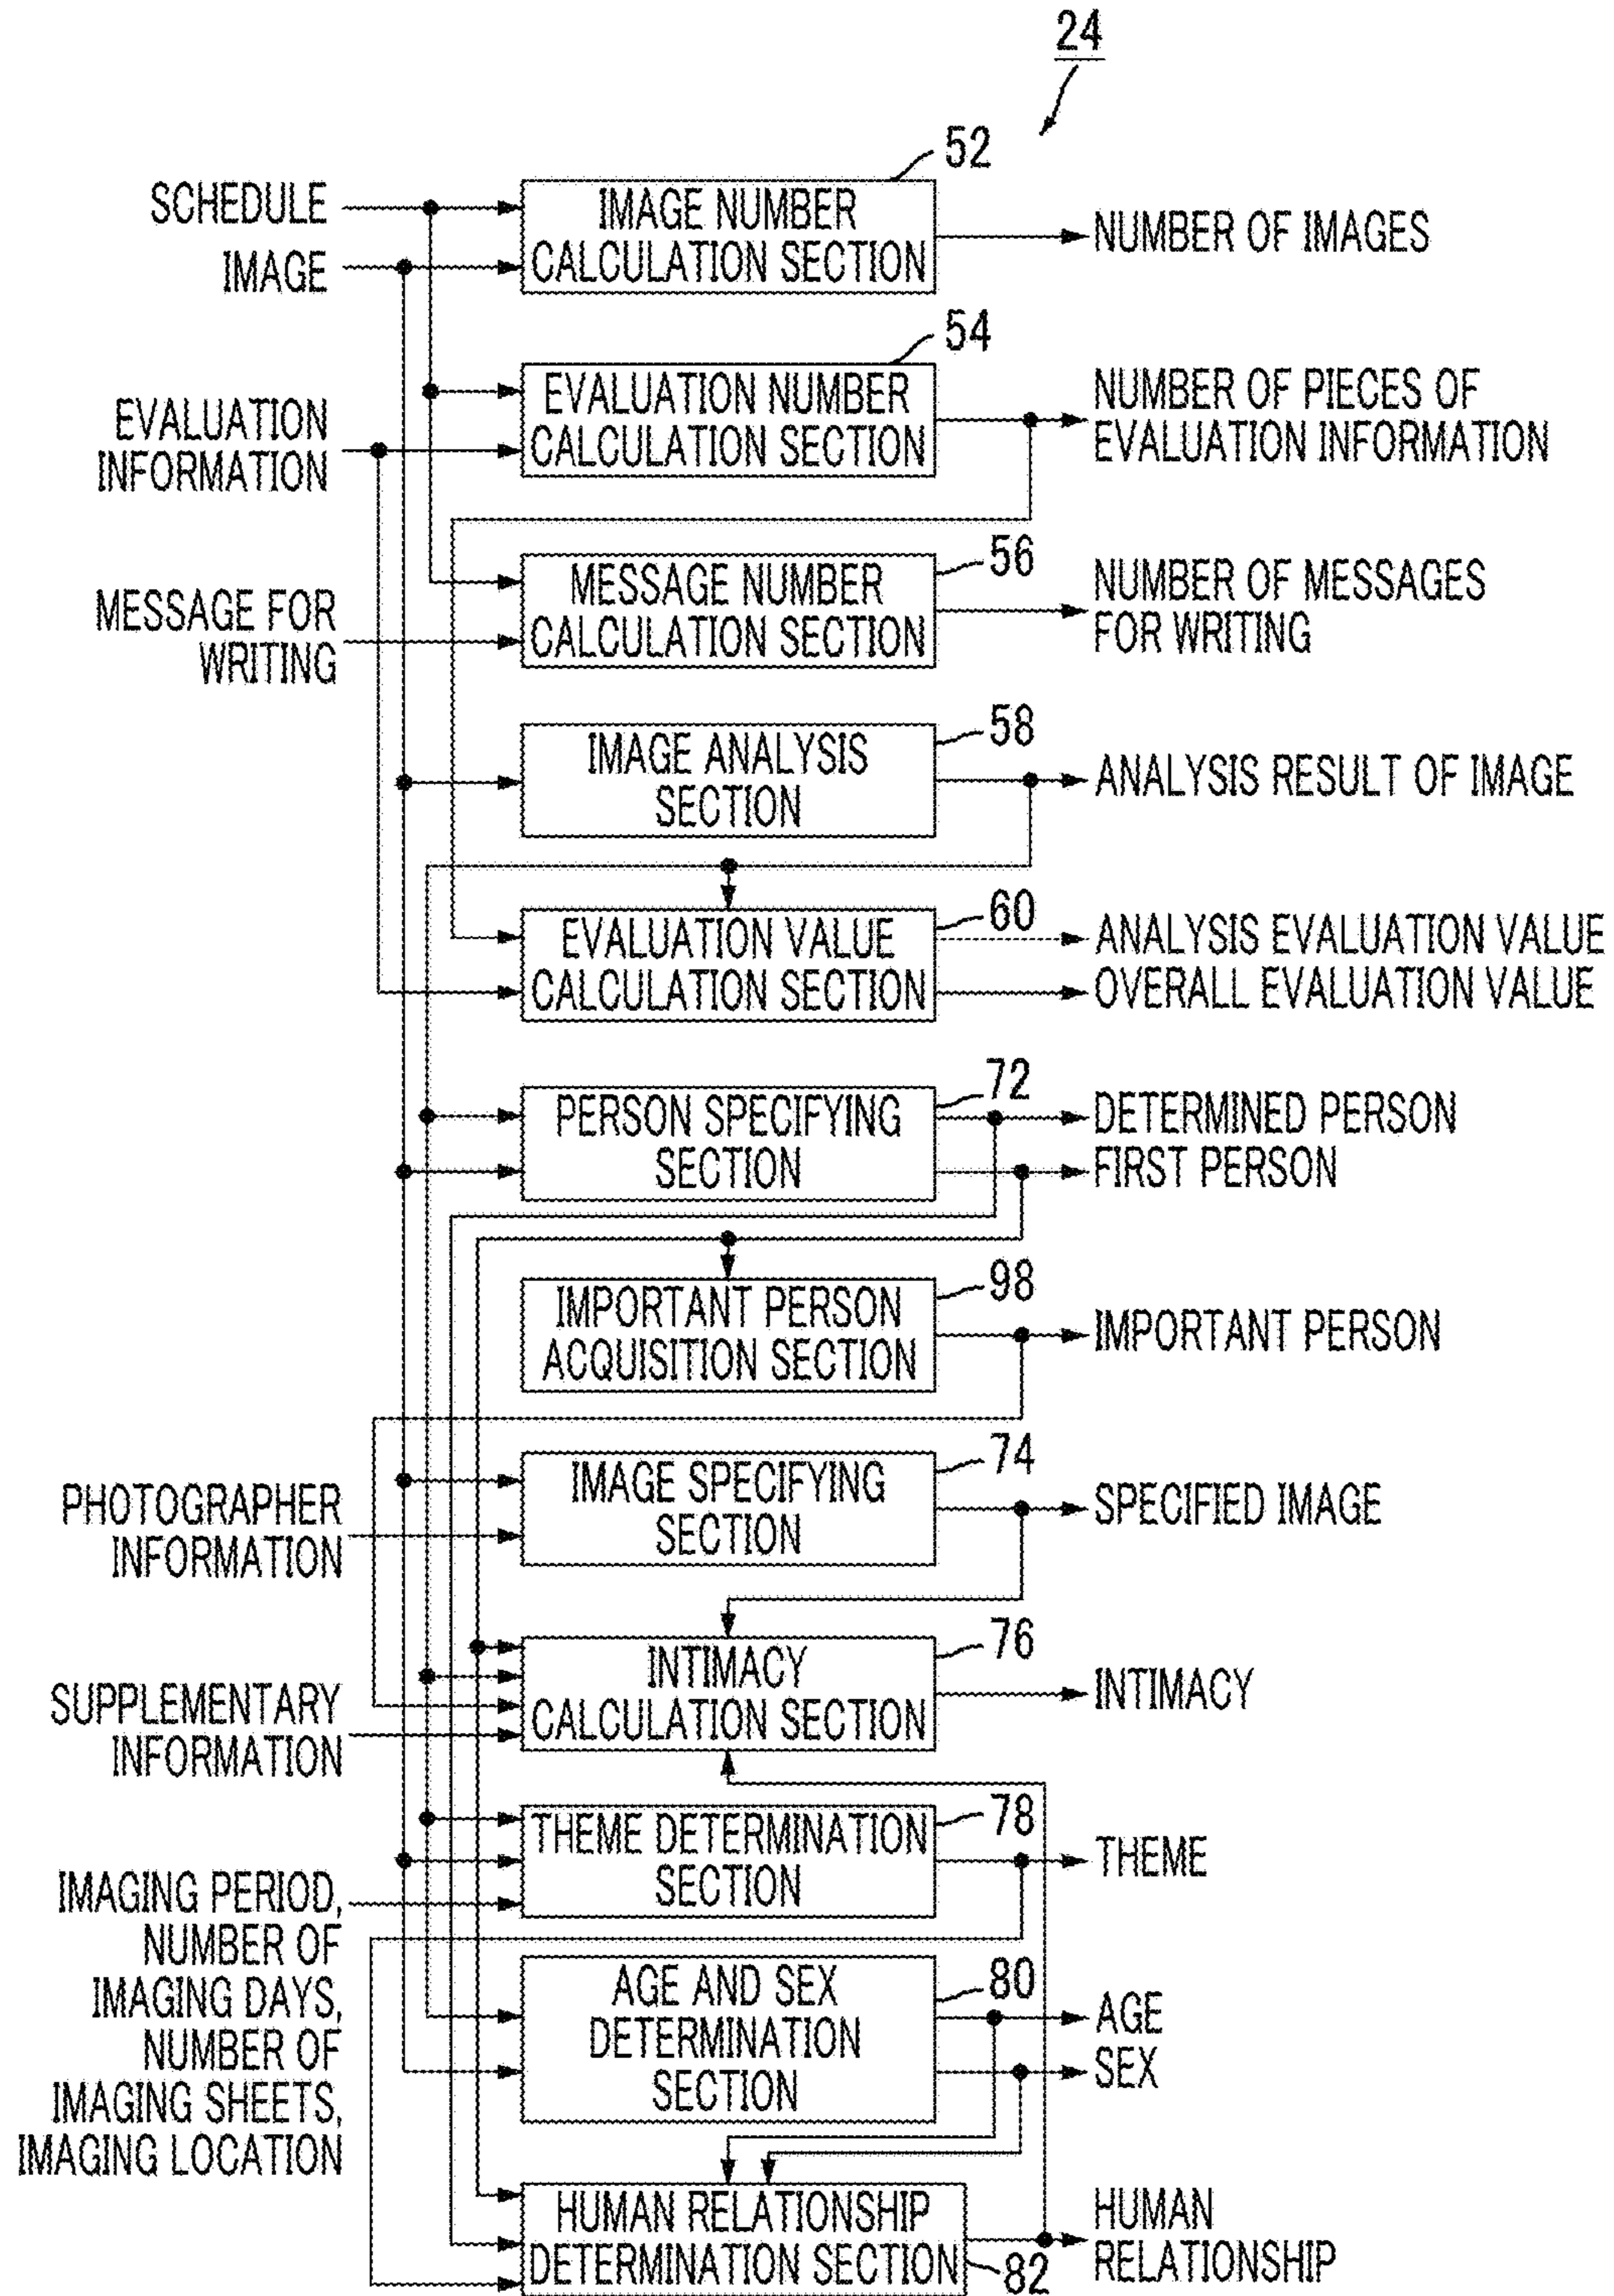 24
52
SCHEDULE
IMAGE
IMAGE NUMBER
CALCULATION SECTION
NUMBER OF IMAGES
54
EVALUATION
INFORMATION
EVALUATION NUMBER
CALCULATION SECTION
NUMBER OF PIECES OF
EVALUATION INFORMATION
56
MESSAGE FOR
WRITING
MESSAGE NUMBER
CALCULATION SECTION
NUMBER OF MESSAGES
FOR WRITING
58
IMAGE ANALYSIS
SECTION
ANALYSIS RESULT OF IMAGE
60
EVALUATION VALUE
CALCULATION SECTION
ANALYSIS EVALUATION VALUE
OVERALL EVALUATION VALUE
72
PERSON SPECIFYING
SECTION
DETERMINED PERSON
FIRST PERSON
98
IMPORTANT PERSON
ACQUISITION SECTION
IMPORTANT PERSON
74
PHOTOGRAPHER
INFORMATION
IMAGE SPECIFYING
SECTION
SPECIFIED IMAGE
76
SUPPLEMENTARY
INFORMATION
INTIMACY
CALCULATION SECTION
INTIMACY
78
IMAGING PERIOD,
NUMBER OF
IMAGING DAYS,
NUMBER OF
IMAGING SHEETS,
IMAGING LOCATION
THEME DETERMINATION
SECTION
THEME
80
AGE AND SEX
DETERMINATION
SECTION
AGE
SEX
HUMAN RELATIONSHIP
DETERMINATION SECTION
82
HUMAN
RELATIONSHIP